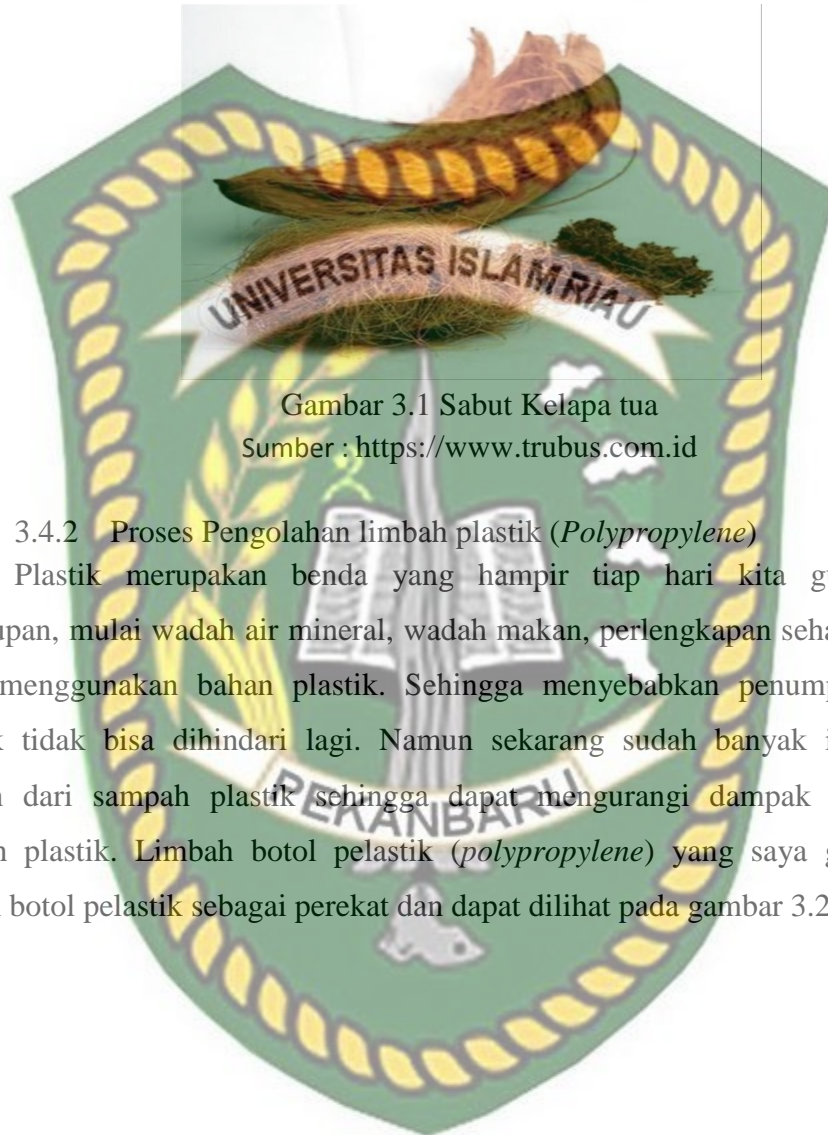 UNIVERSITAS ISLAM RIAU
Gambar 3.1 Sabut Kelapa tua
Sumber : https://www.trubus.com.id
3.4.2 Proses Pengolahan limbah plastik (Polypropylene)
Plastik merupakan benda yang hampir tiap hari kita
mulai wadah air mineral, wadah makan, perlengkapan
menggunakan bahan plastik. Sehingga menyebabkan
tidak bisa dihindari lagi. Namun sekarang sudah banyak
dari sampah plastik sehingga dapat mengurangi dampak
PEKANBARU
plastik. Limbah botol pelastik (polypropylene) yang saya
botol pelastik sebagai perekat dan dapat dilihat pada gambar 3.2